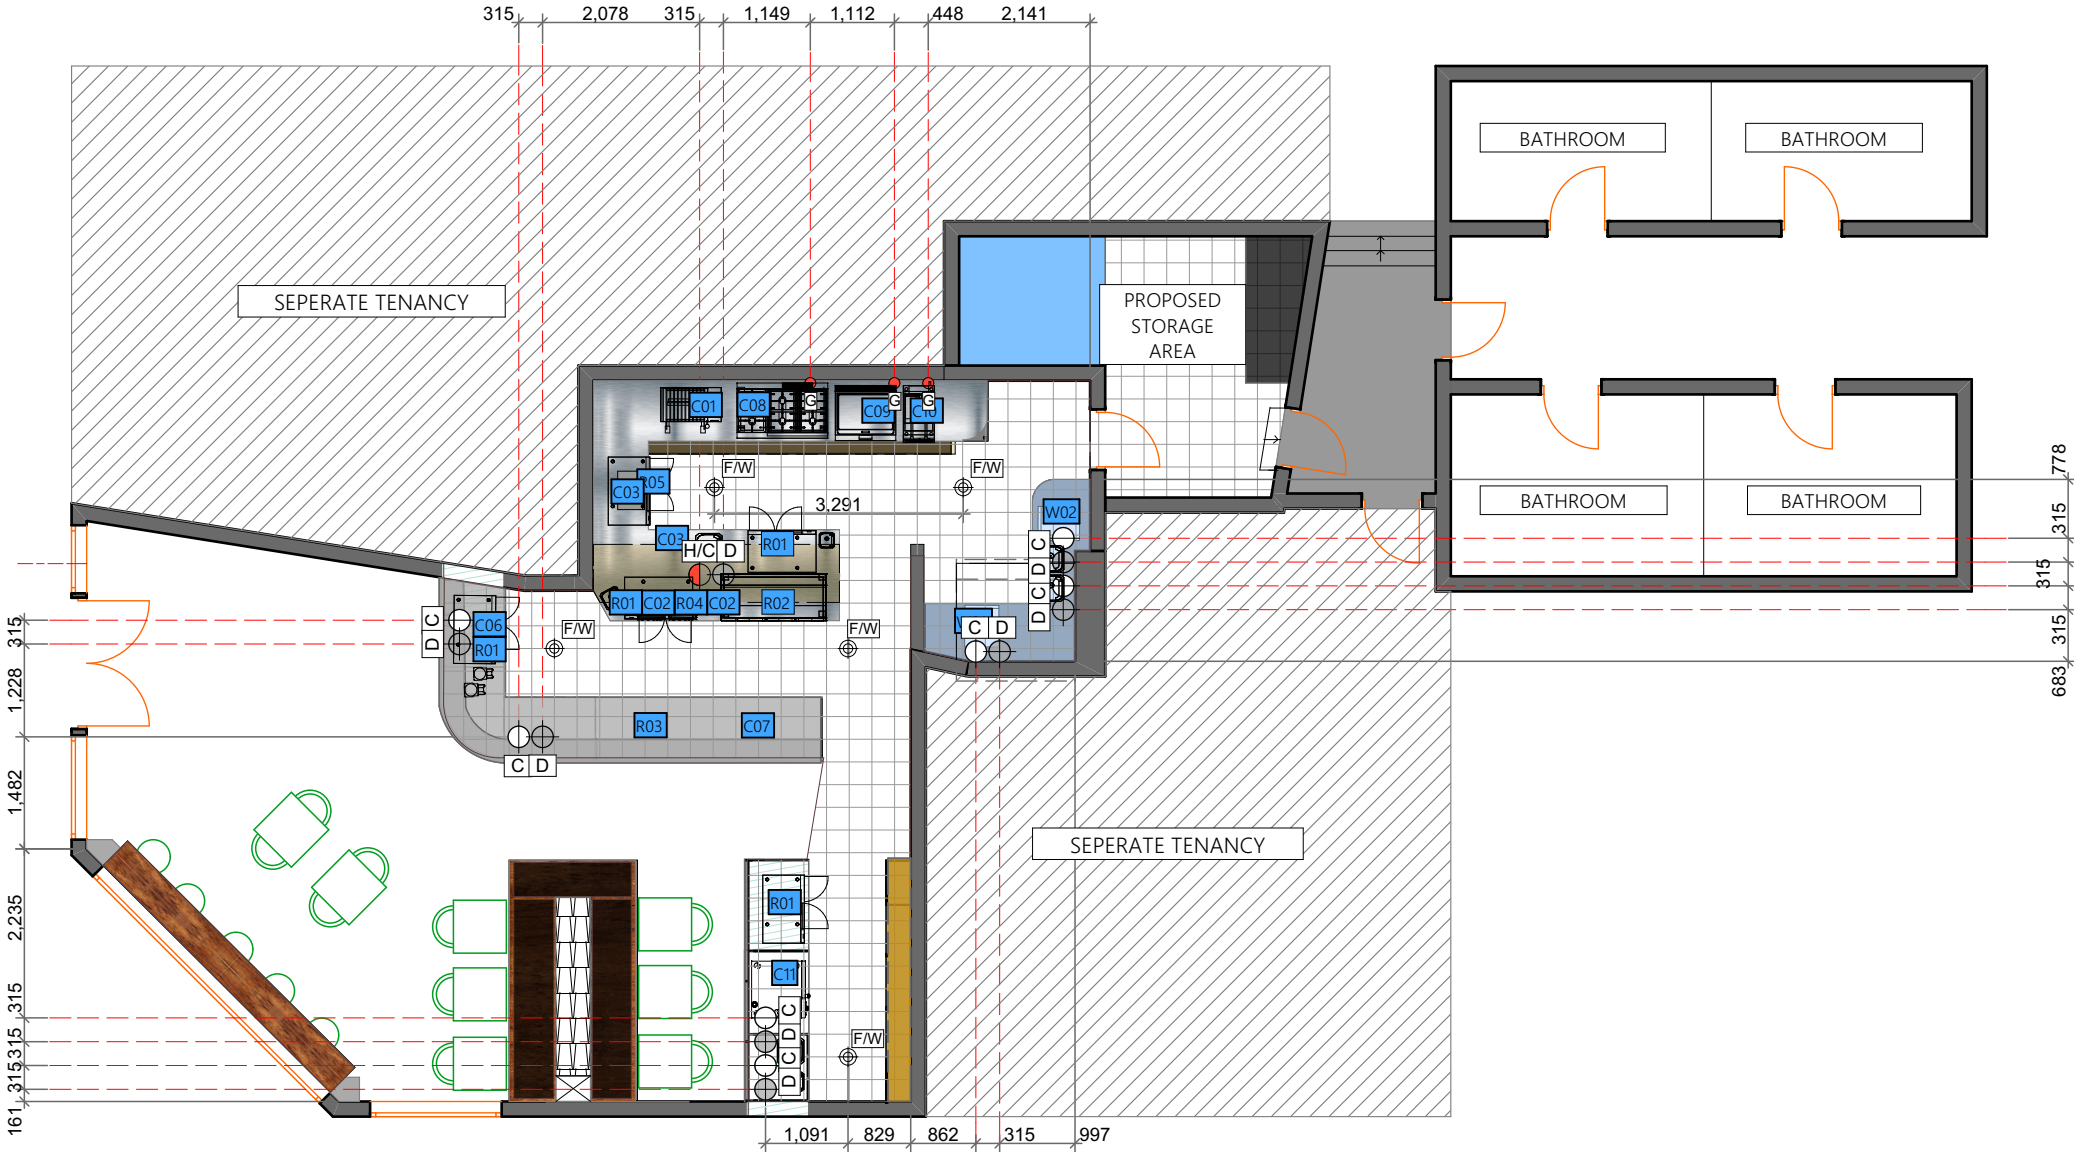 315 2,078 315 1,149 1,112 448 2,141
BATHROOM BATHROOM
SEPERATE TENANCY
PROPOSED
STORAGE
AREA
C01 C08 G C09 G C10 G
F/W F/W
R05
C03
3,291
W02
BATHROOM BATHROOM
778
315
315
315
683
C03 H/C D R01
C
D
C
D
R01 C02 R04 C02 R02
C
D
C06
R01
F/W F/W
C D
315
1,228
1,482
2,235
315
315
315
161
R03 C07
C D
SEPERATE TENANCY
R01
C11
C
D
C
D
F/W
1,091 829 862 315 997